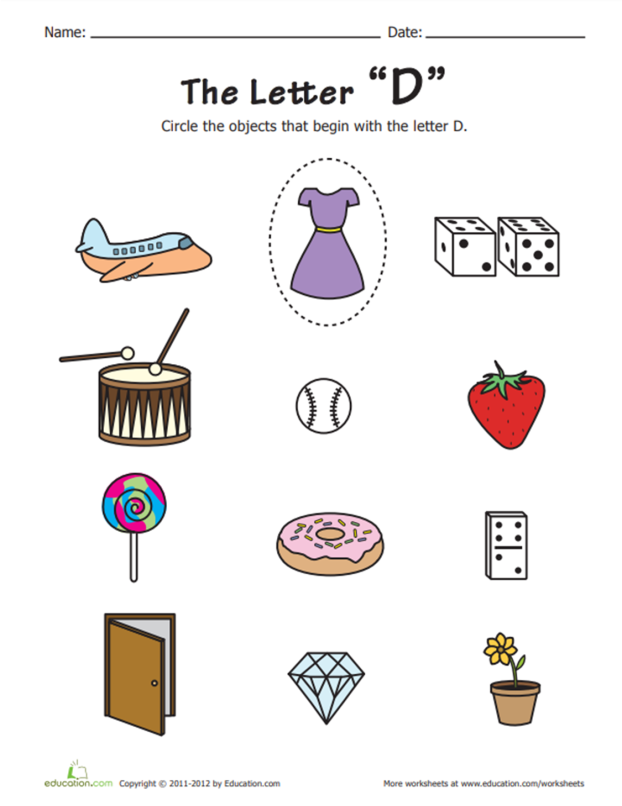 Name: Date:
The Letter “D”
Circle the objects that begin with the letter D.
education.com Copyright © 2011-2012 by Education.com More worksheets at www.education.com/worksheets